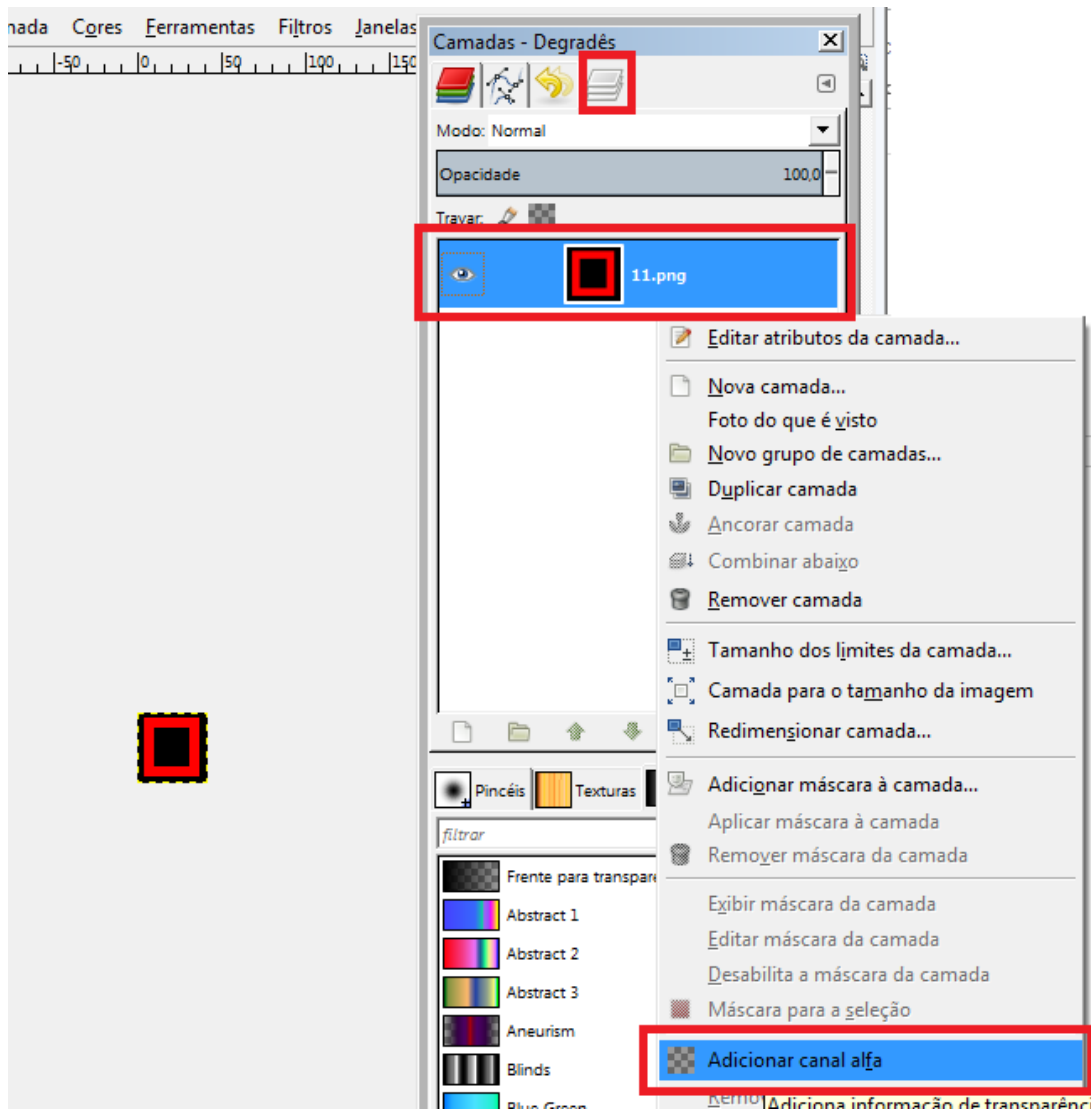 Cores Ferramentas Filtros Janelas
-50 0 50 100
Camadas - Degradês
Modo: Normal
Opacidade 100,0
Travar:
11.png
Editar atributos da camada...
Nova camada...
Foto do que é visto
Novo grupo de camadas...
Duplicar camada
Ancorar camada
Combinar abaixo
Remover camada
Tamanho dos limites da camada...
Camada para o tamanho da imagem
Redimensionar camada...
Adicionar máscara à camada...
Aplicar máscara à camada
Remover máscara da camada
Exibir máscara da camada
Editar máscara da camada
Desabilita a máscara da camada
Máscara para a seleção
Adicionar canal alfa
Adiciona informação de
Pincéis Texturas
filtrar
Frente para
Abstract 1
Abstract 2
Abstract 3
Aneurism
Blinds
Blue Green